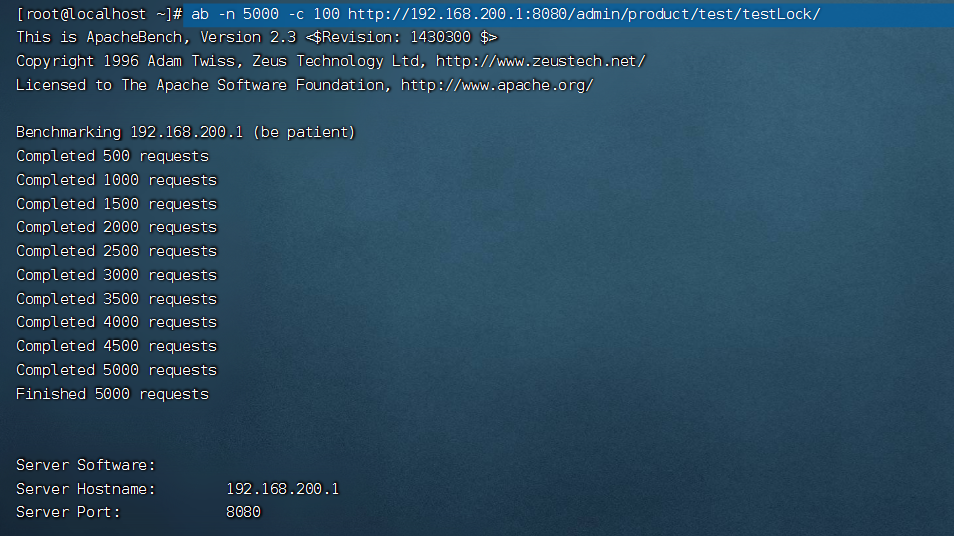 [root@localhost ~]# ab -n 5000 -c 100 http://192.168.200.1:8080/admin/product/test/testLock/
This is ApacheBench, Version 2.3 <$Revision: 1430300 $>
Copyright 1996 Adam Twiss, Zeus Technology Ltd, http://www.zeustech.net/
Licensed to The Apache Software Foundation, http://www.apache.org/
Benchmarking 192.168.200.1 (be patient)
Completed 500 requests
Completed 1000 requests
Completed 1500 requests
Completed 2000 requests
Completed 2500 requests
Completed 3000 requests
Completed 3500 requests
Completed 4000 requests
Completed 4500 requests
Completed 5000 requests
Finished 5000 requests
Server Software:
Server Hostname: 192.168.200.1
Server Port: 8080